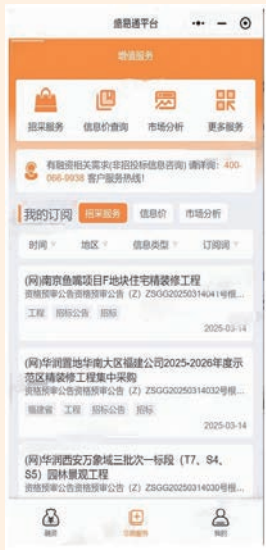 盛易通平台
增值服务
招采服务 信息价查询 市场分析 更多服务
有融资相关需求(非招投标信息咨询) 请详询：400-
066-9938 客户服务热线!
我的订阅 招采服务 信息价 市场分析
时间 地区 信息类型 订阅词
(网)南京鱼嘴项目F地块住宅精装修工程
资格预审公告资格预审公告 (Z) ZSGG20250314041号根...
工程 招标公告 招标
2025-03-14
(网)华润置地华南大区福建公司2025-2026年度示
范区精装修工程集中采购
资格预审公告资格预审公告 (Z) ZSGG20250314032号根...
福建省 工程 招标公告 招标
2025-03-14
(网)华润西安万象域三批次一标段 (T7、S4、
S5) 园林景观工程
资格预审公告资格预审公告 (Z) ZSGG20250314030号根...
融资 我的